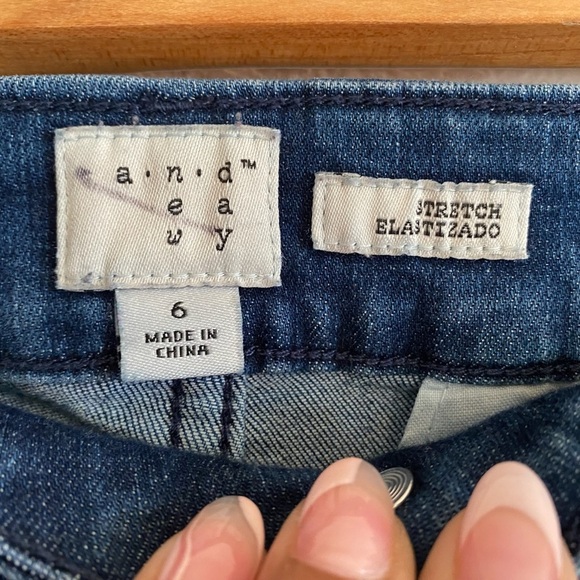 a·n·d™
e a
w y
STRETCH
ELASTIZADO
6
MADE IN
CHINA